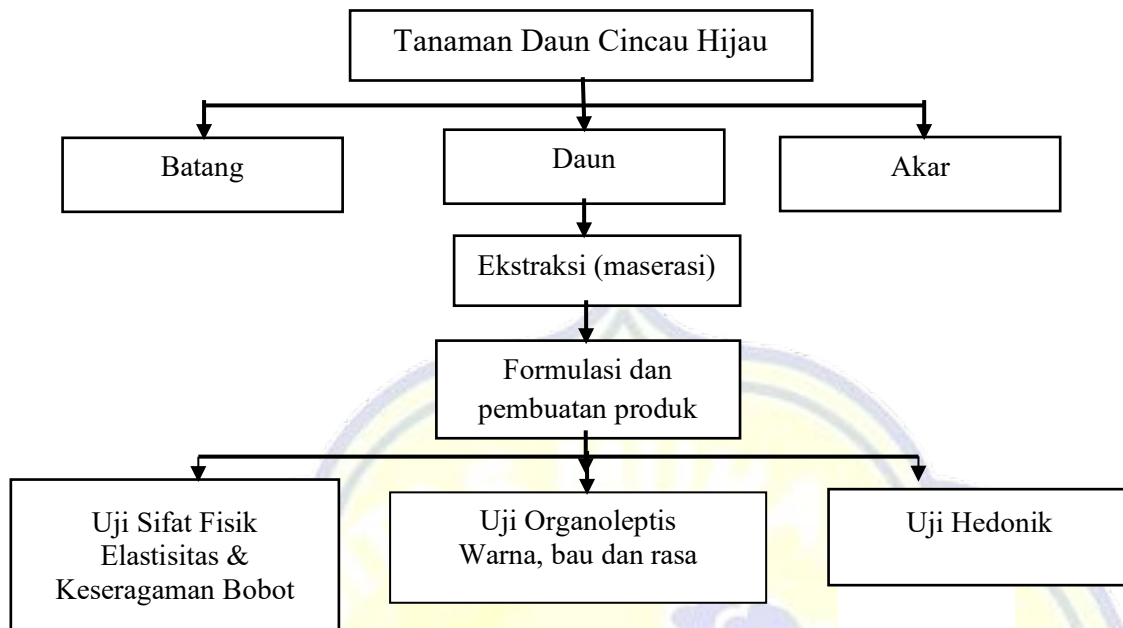 Tanaman Daun Cincau Hijau
Batang
Daun
Akar
Ekstraksi (maserasi)
Formulasi dan
pembuatan produk
Uji Sifat Fisik
Elastisitas &
Keseragaman Bobot
Uji Organoleptis
Warna, bau dan rasa
Uji Hedonik